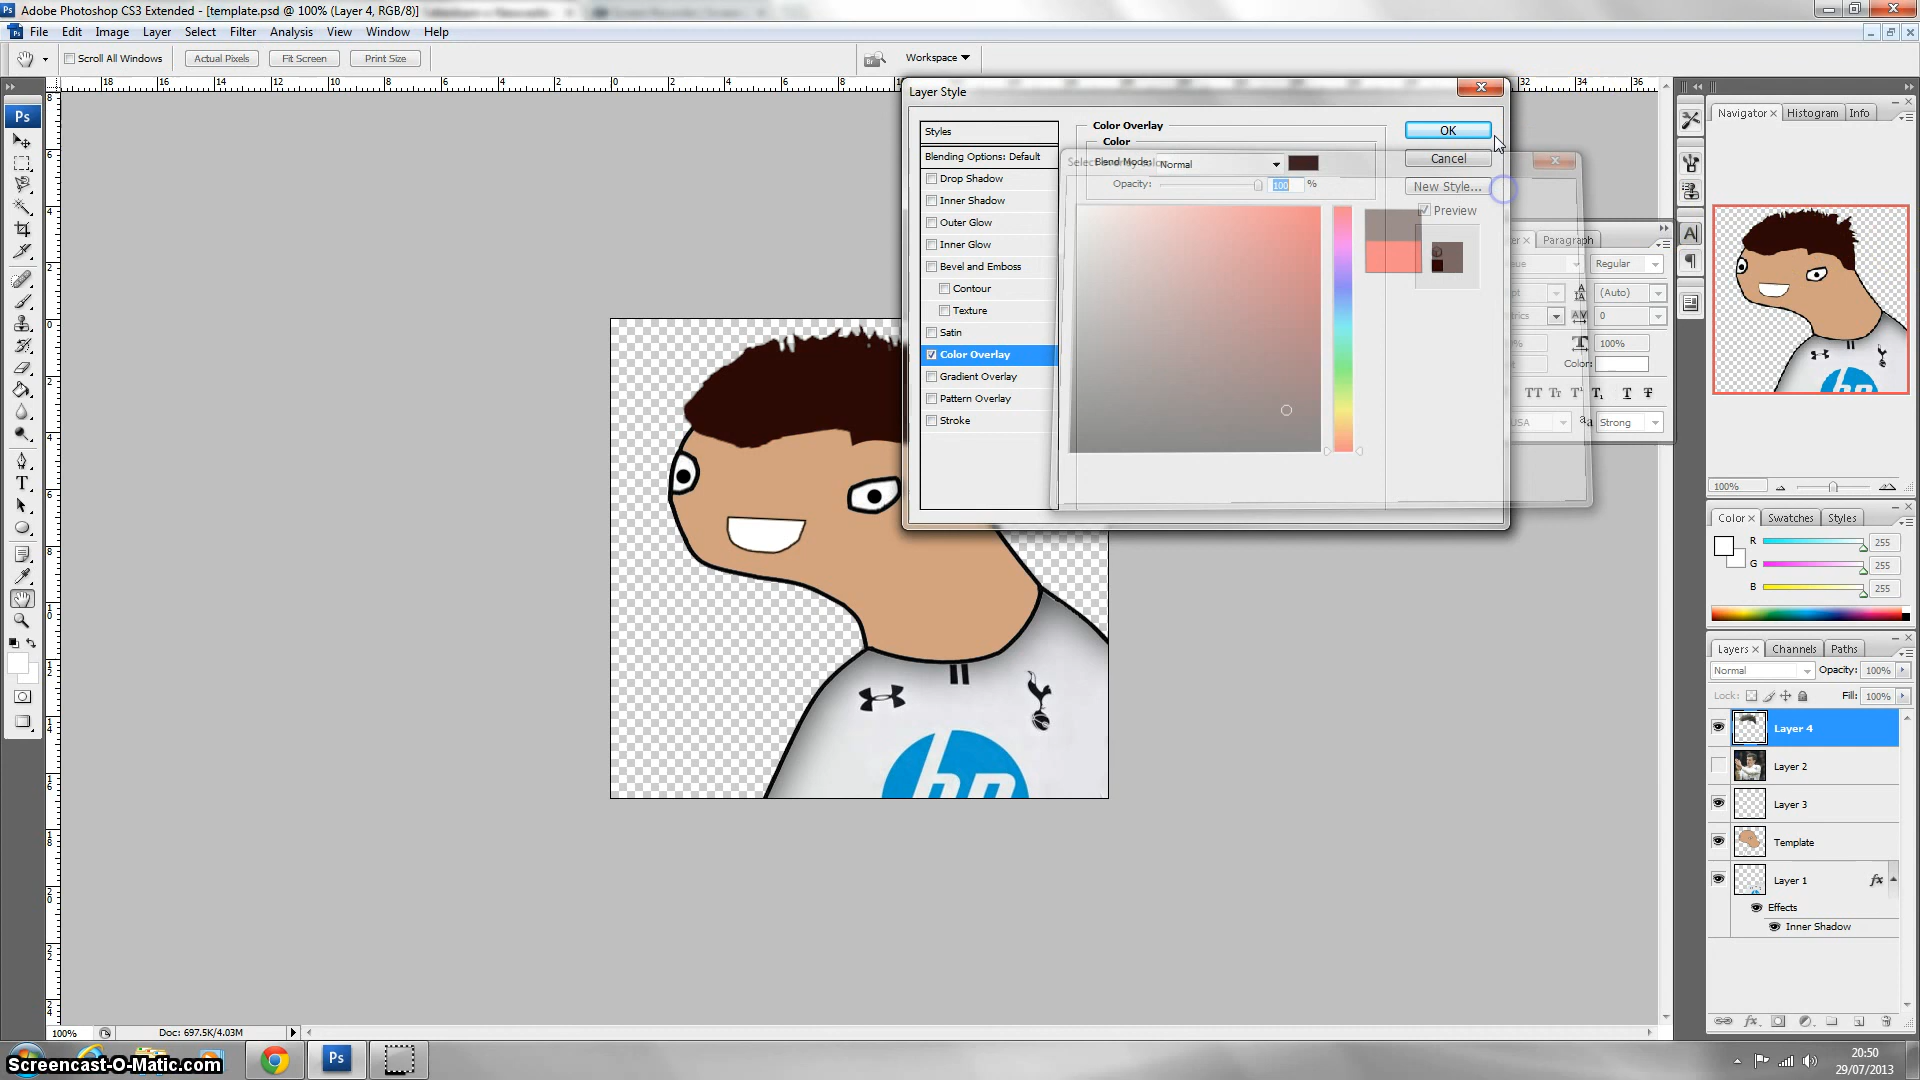 Adobe Photoshop CS3 Extended - [template.psd @ 100% (Layer 4, RGB/8)]
File Edit Image Layer Select Filter Analysis View Window Help
Scroll All Windows Actual Pixels Fit Screen Print Size Workspace
Layer Style
Styles
Blending Options: Default
Drop Shadow
Inner Shadow
Outer Glow
Inner Glow
Bevel and Emboss
Contour
Texture
Satin
Color Overlay
Gradient Overlay
Pattern Overlay
Stroke
Color Overlay
Color
Blend Mode: Normal
Opacity: 100 %
OK
Cancel
New Style...
Preview
Paragraph
Regular
(Auto)
0
100%
Color:
USA
Strong
Navigator Histogram Info
100%
Color Swatches Styles
R 255
G 255
B 255
Layers Channels Paths
Normal Opacity: 100%
Lock: Fill: 100%
Layer 4
Layer 2
Layer 3
Template
Layer 1 fx
Effects
Inner Shadow
hp
100% Doc: 697.5K/4.03M
Screencast-O-Matic.com
Ps
20:50
29/07/2013